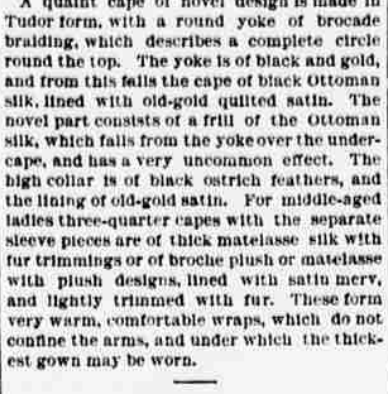 A quaint cape of novel design is made in
Tudor form, with a round yoke of brocade
braiding, which describes a complete circle
round the top. The yoke is of black and gold,
and from this falls the cape of black Ottoman
silk, lined with old-gold quilted satin. The
novel part consists of a frill of the Ottoman
silk, which falls from the yoke over the under-
cape, and has a very uncommon effect. The
high collar is of black ostrich feathers, and
the lining of old-gold satin. For middle-aged
ladies three-quarter capes with the separate
sleeve pieces are of thick matelasse silk with
fur trimmings or of broche plush or matelasse
with plush designs, lined with satin merv,
and lightly trimmed with fur. These form
very warm, comfortable wraps, which do not
confine the arms, and under which the thick-
est gown may be worn.